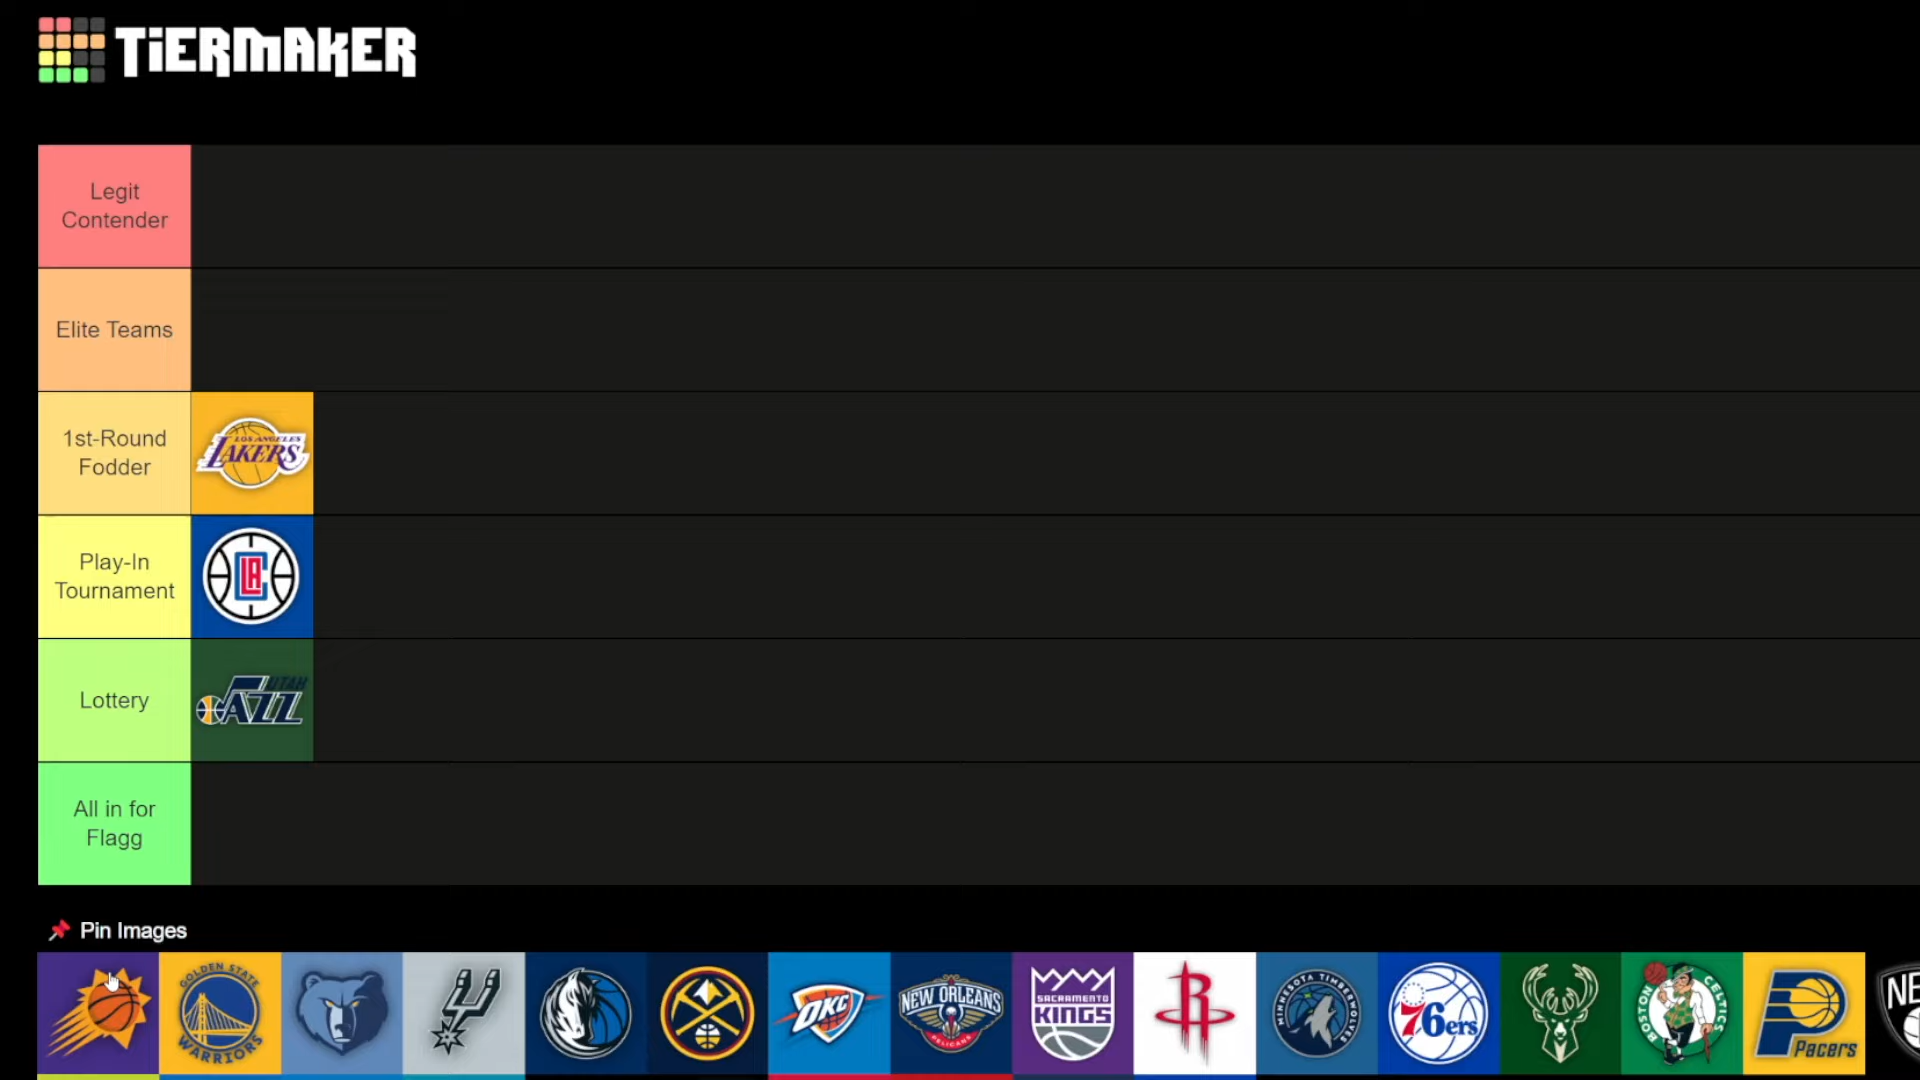 TiERMAKER
Legit
Contender
Elite Teams
1st-Round
Fodder
LOS ANGELES
LAKERS
Play-In
Tournament
LAC
Lottery
UTAH
JAZZ
All in for
Flagg
Pin Images
GOLDEN STATE
WARRIORS
OKC
NEW ORLEANS
PELICANS
SACRAMENTO
KINGS
R
MINNESOTA TIMBERWOLVES
76ers
BOSTON
CELTICS
P
Pacers
NE